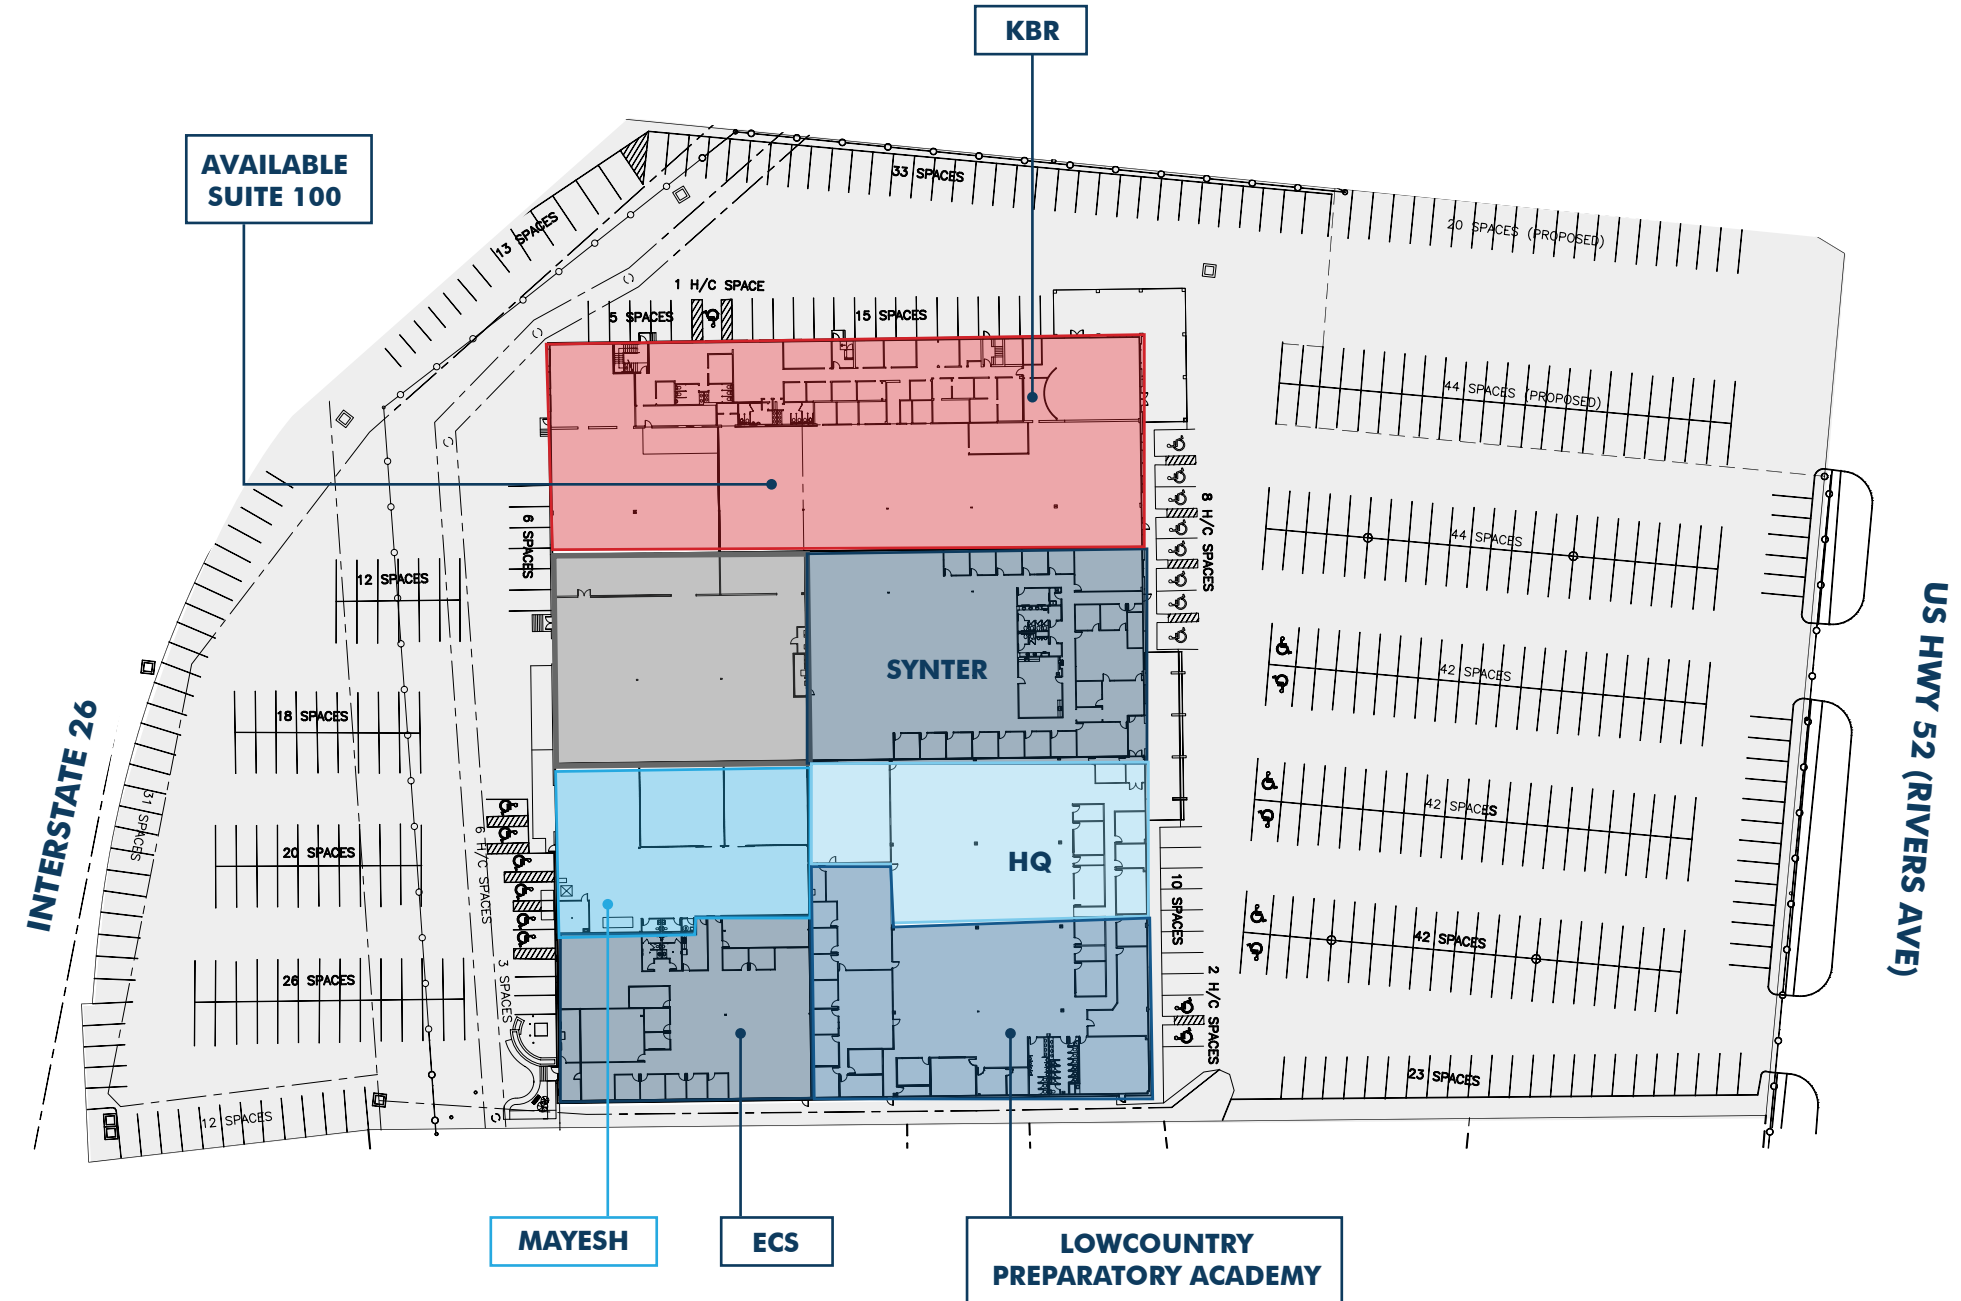 KBR
AVAILABLE
SUITE 100
33 SPACES
13 SPACES
20 SPACES (PROPOSED)
1 H/C SPACE
5 SPACES
15 SPACES
44 SPACES (PROPOSED)
6 SPACES
8 H/C SPACES
44 SPACES
12 SPACES
SYNTER
42 SPACES
18 SPACES
INTERSTATE 26
US HWY 52 (RIVERS AVE)
31 SPACES
42 SPACES
20 SPACES
6 H/C SPACES
HQ
10 SPACES
42 SPACES
26 SPACES
3 SPACES
2 H/C SPACES
23 SPACES
12 SPACES
MAYESH
ECS
LOWCOUNTRY
PREPARATORY ACADEMY